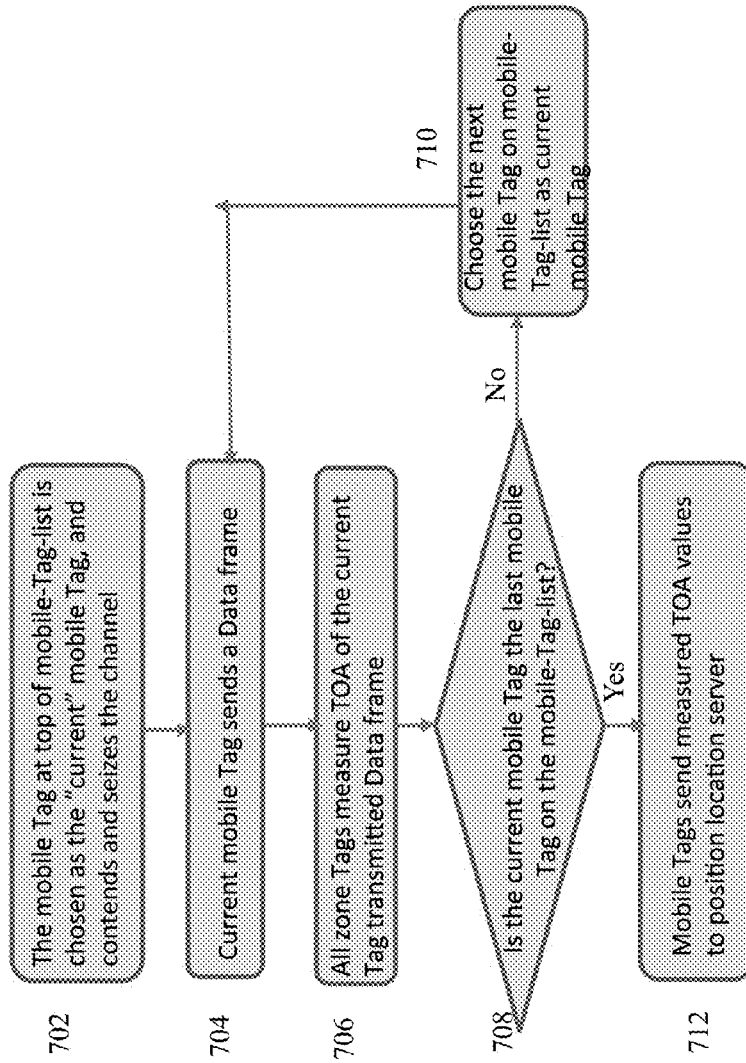 702
The mobile Tag at top of mobile-Tag-list is
chosen as the "current" mobile Tag, and
contends and seizes the channel
704
Current mobile Tag sends a Data frame
706
All zone Tags measure TOA of the current
Tag transmitted Data frame
708
Is the current mobile Tag the last mobile
Tag on the mobile-Tag-list?
No
710
Choose the next
mobile Tag on mobile-
Tag-list as current
mobile Tag
Yes
712
Mobile Tags send measured TOA values
to position location server